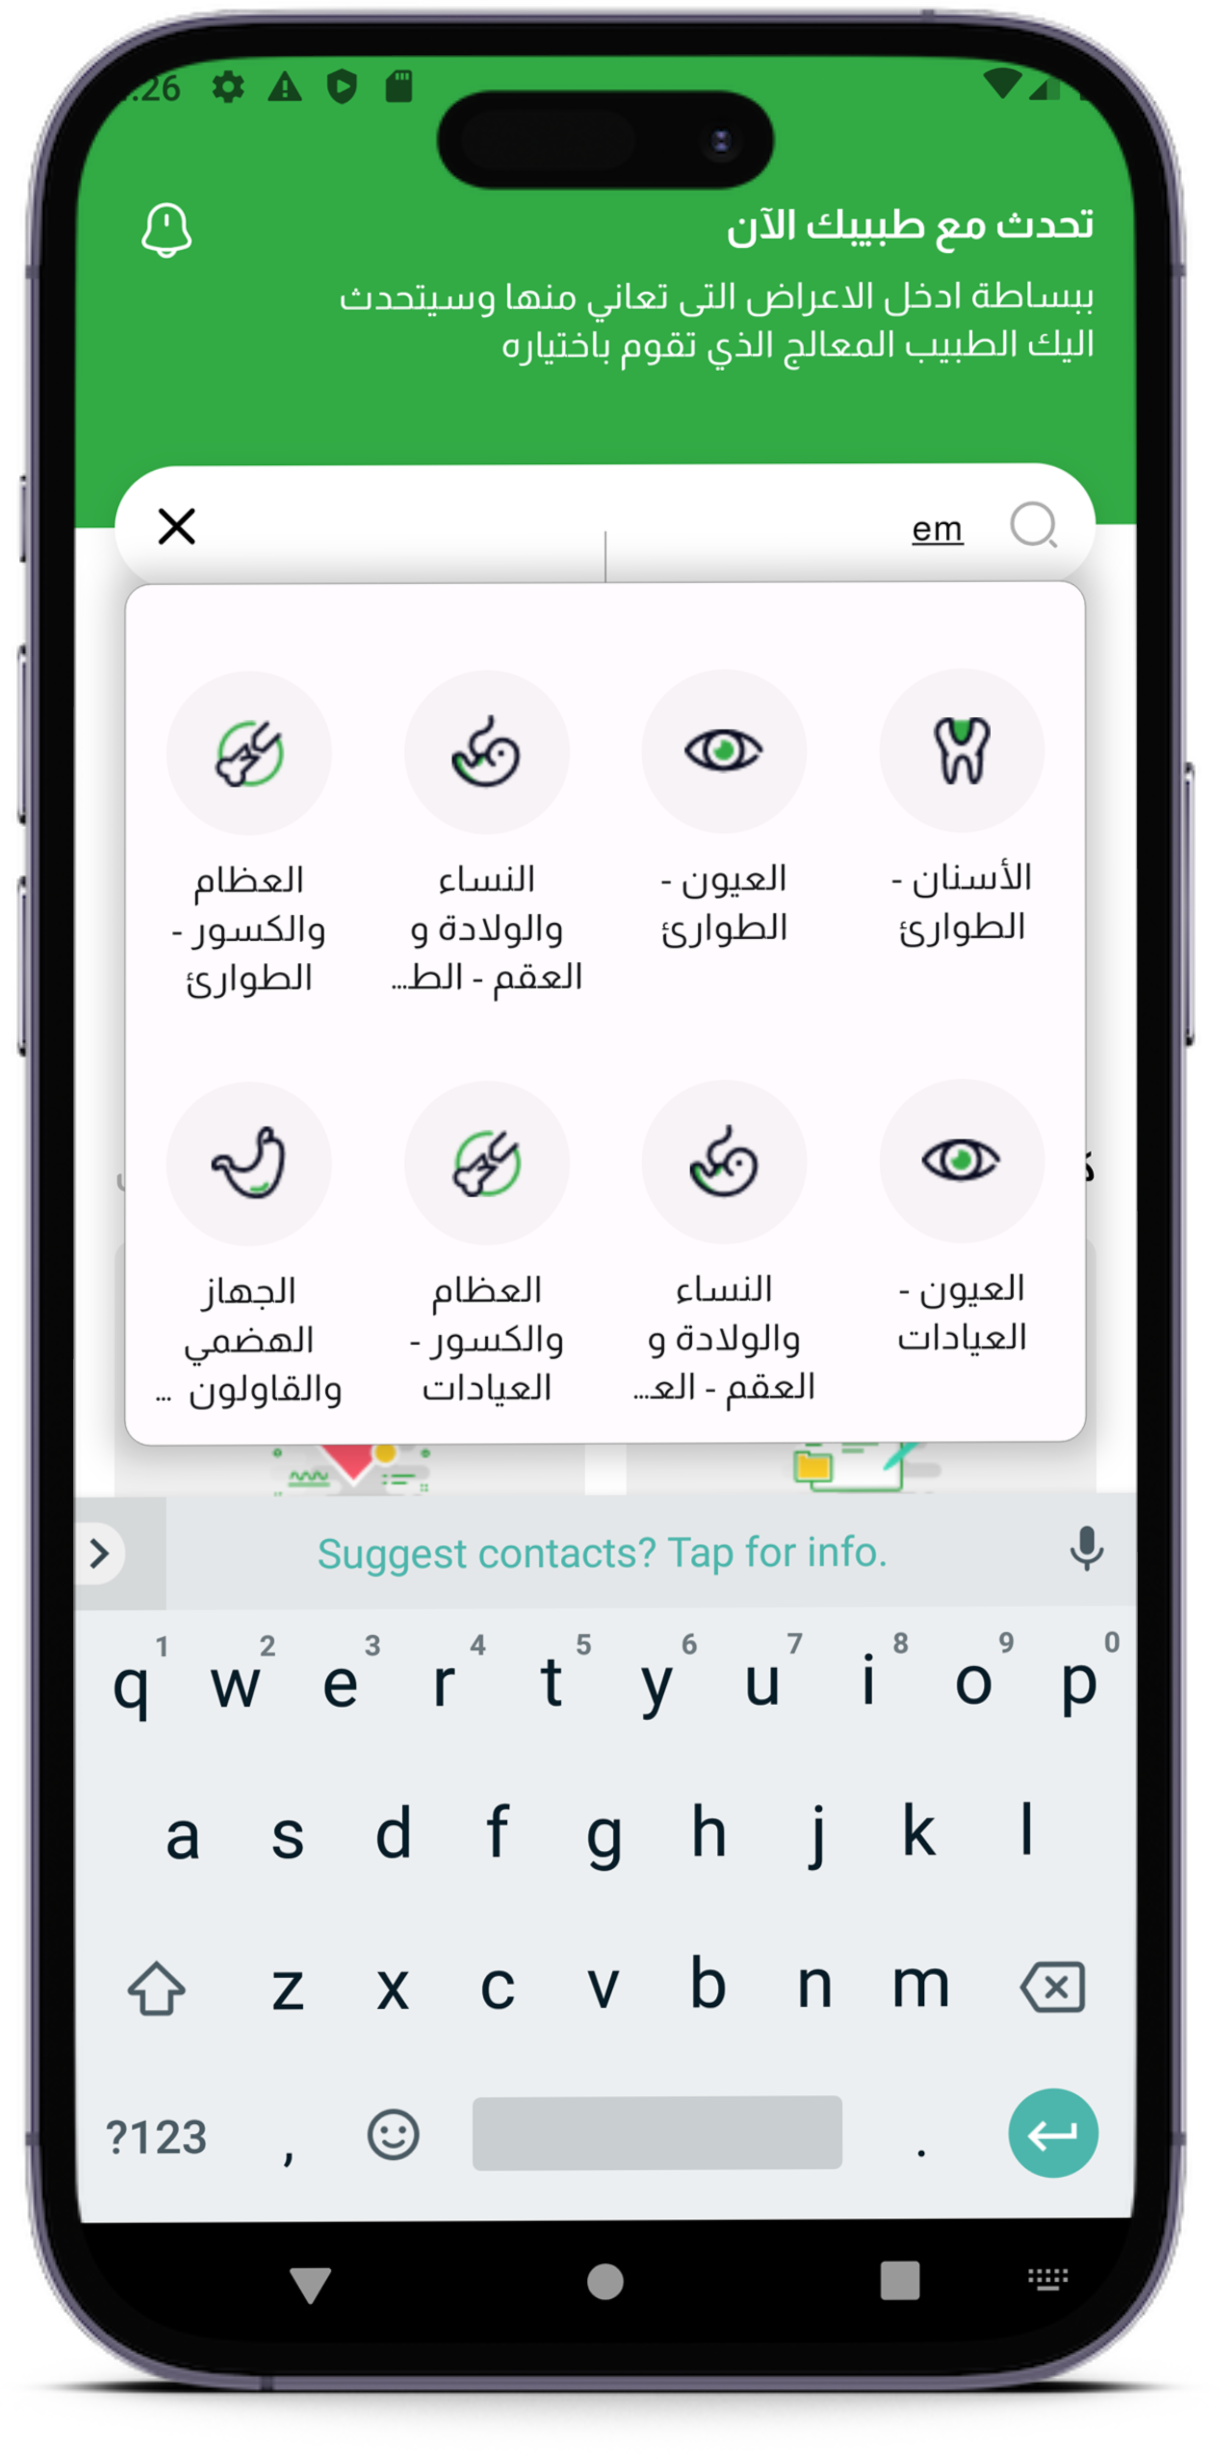 :26
تحدث مع طبيبك الآن
ببساطة ادخل الاعراض التى تعاني منها وسيتحدث
اليك الطبيب المعالج الذي تقوم باختياره
em
الأسنان -
الطوارئ
العيون -
الطوارئ
النساء
والولادة و
العقم - الط...
العظام
والكسور -
الطوارئ
العيون -
العيادات
النساء
والولادة و
العقم - الع...
العظام
والكسور -
العيادات
الجهاز
الهضمي
والقاولون ...
Suggest contacts? Tap for info.
1 2 3 4 5 6 7 8 9 0
q w e r t y u i o p
a s d f g h j k l
z x c v b n m
?123 , .